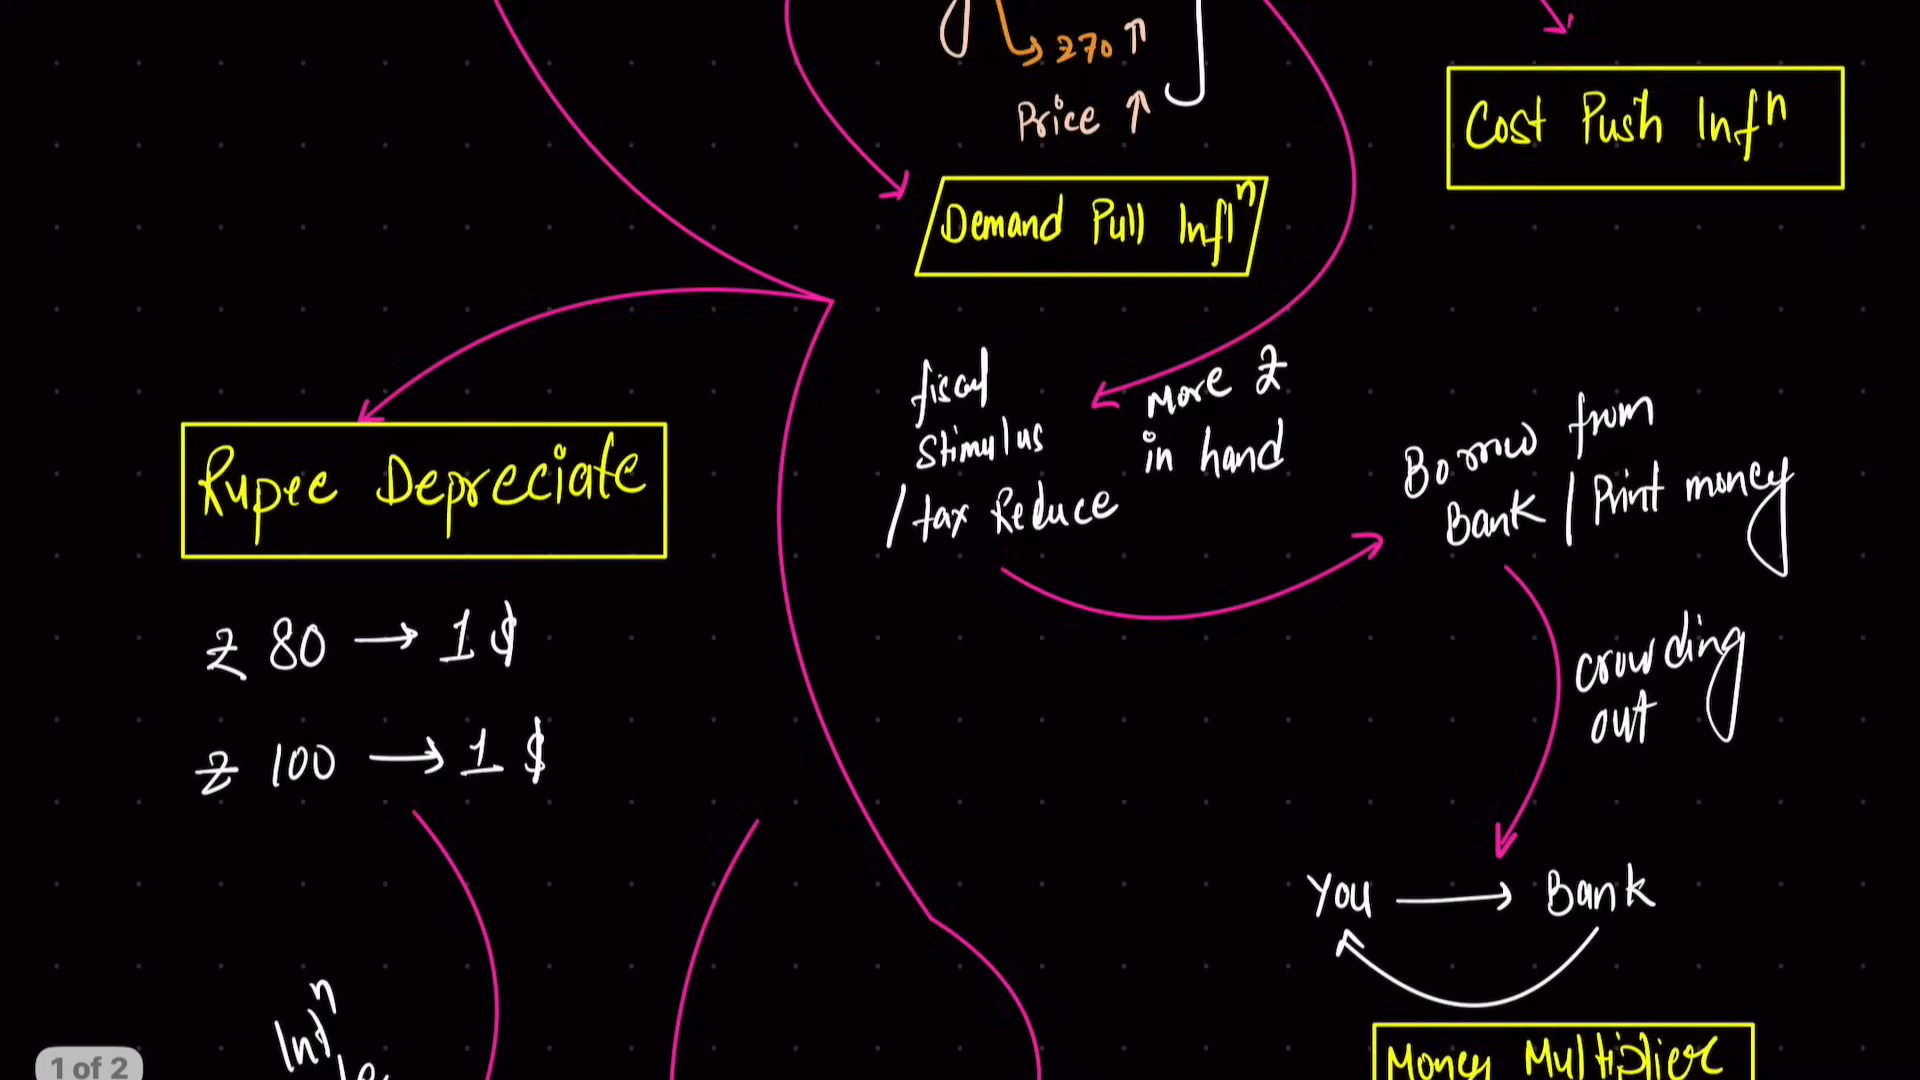 ₹70 ⇑
Price ⇑
Cost Push Infⁿ
Demand Pull Inflⁿ
fiscal
Stimulus
/ tax Reduce
More ₹
in hand
Borrow from
Bank / Print money
Rupee Depreciate
₹ 80 → 1 $
₹ 100 → 1 $
crowding
out
You → Bank
Infⁿ
Money Multiplier
1 of 2